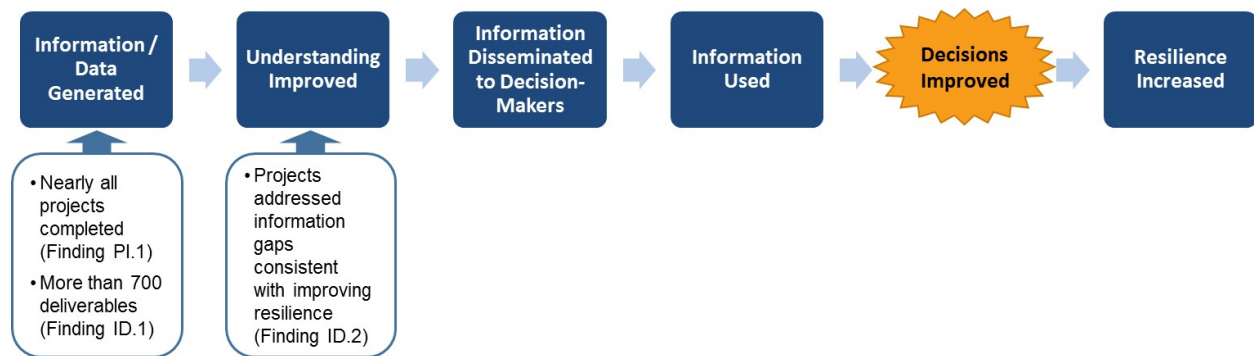 Information /
Data
Generated
Understanding
Improved
Information
Disseminated
to Decision-
Makers
Information
Used
Decisions
Improved
Resilience
Increased
• Nearly all
projects
completed
(Finding PI.1)
• More than 700
deliverables
(Finding ID.1)
• Projects
addressed
information
gaps
consistent
with improving
resilience
(Finding ID.2)